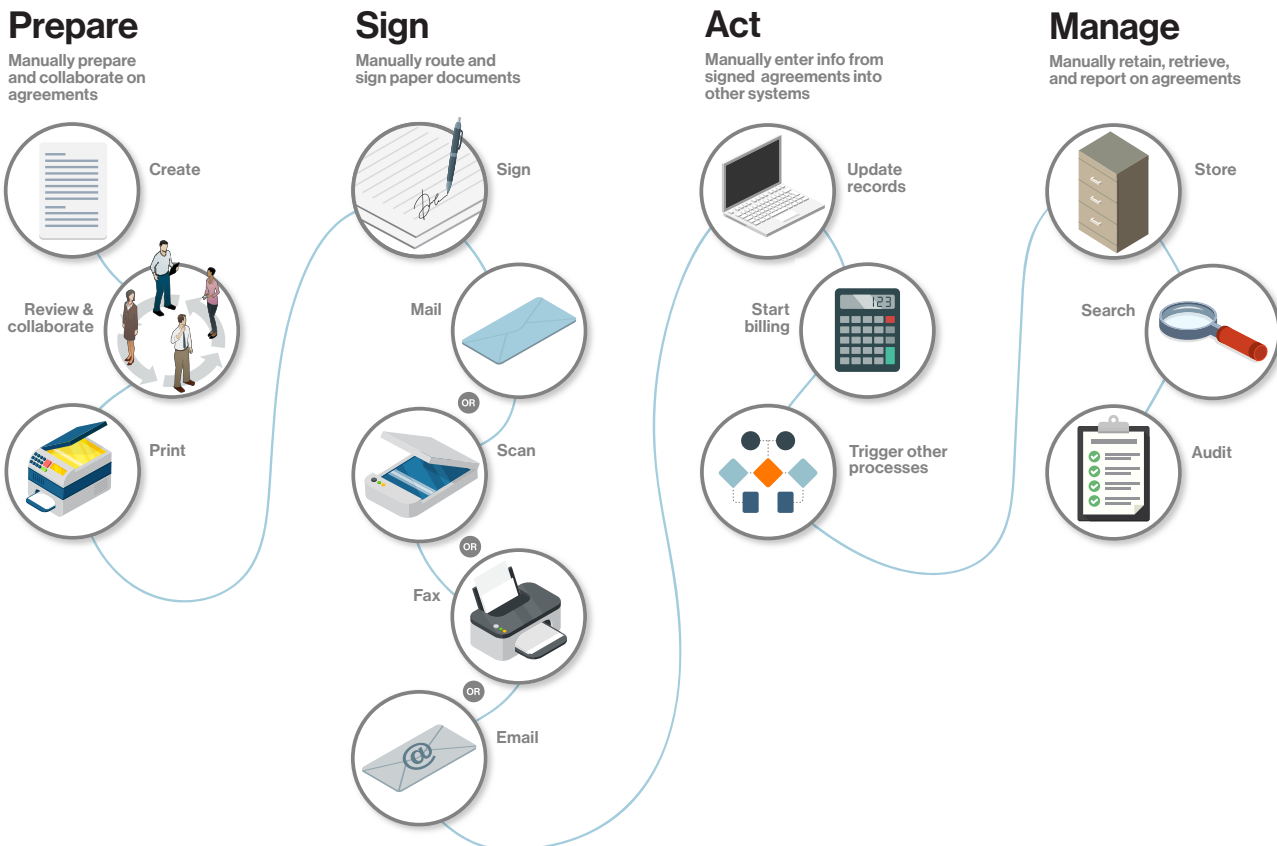 Prepare
Manually prepare
and collaborate on
agreements
Create
Review &
collaborate
Print
Sign
Manually route and
sign paper documents
Sign
Mail
OR
Scan
OR
Fax
OR
@
Email
Act
Manually enter info from
signed agreements into
other systems
Update
records
123
Start
billing
Trigger other
processes
Manage
Manually retain, retrieve,
and report on agreements
Store
Search
Audit